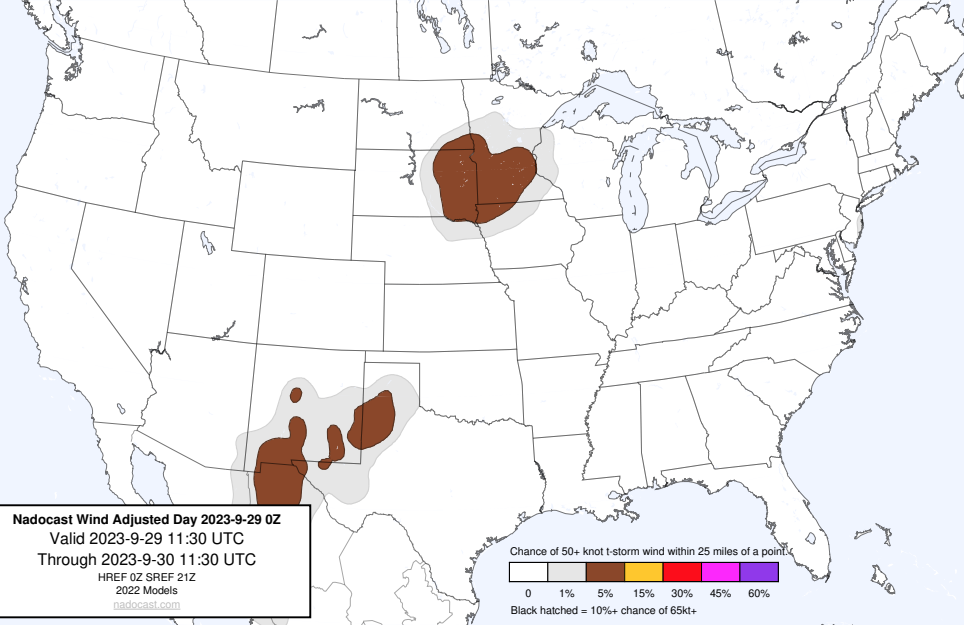 Nadocast Wind Adjusted Day 2023-9-29 0Z
Valid 2023-9-29 11:30 UTC
Through 2023-9-30 11:30 UTC
HREF 0Z SREF 21Z
2022 Models
nadocast.com
Chance of 50+ knot t-storm wind within 25 miles of a point.
0 1% 5% 15% 30% 45% 60%
Black hatched = 10%+ chance of 65kt+